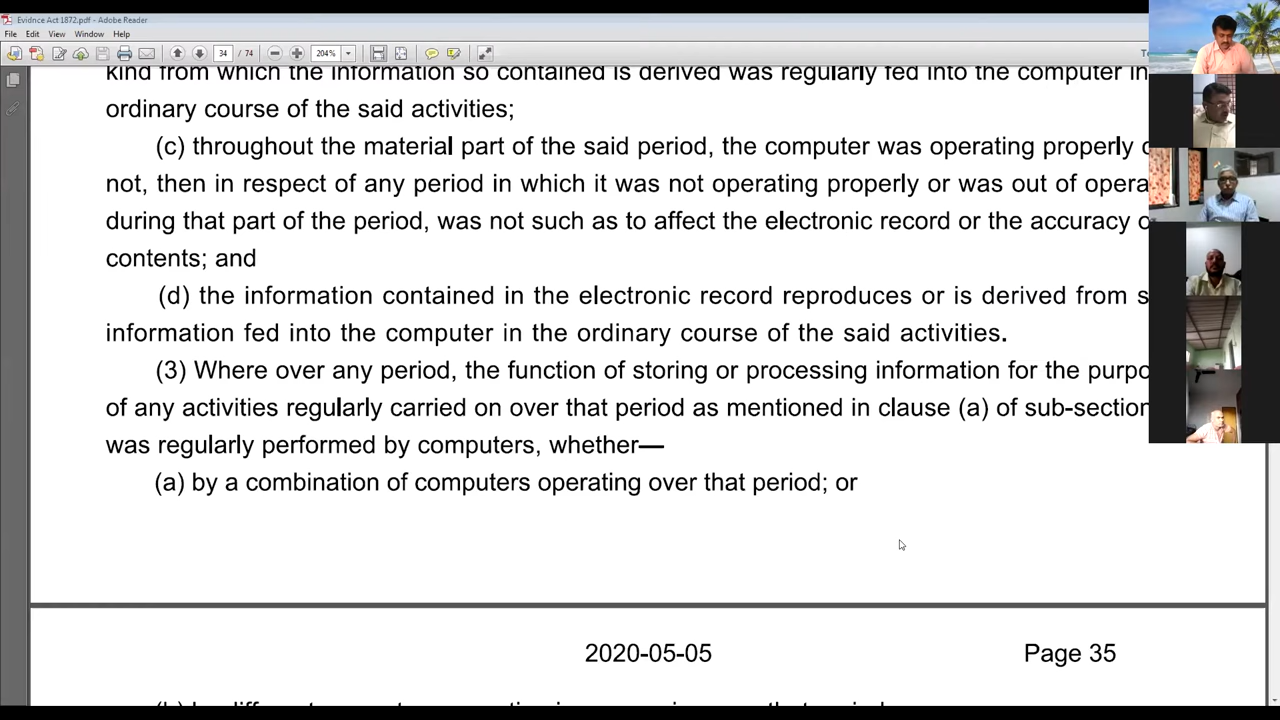 Evidnce Act 1872.pdf - Adobe Reader
File Edit View Window Help
34 / 74 204%
kind from which the information so contained is derived was regularly fed into the computer in
ordinary course of the said activities;
(c) throughout the material part of the said period, the computer was operating properly
not, then in respect of any period in which it was not operating properly or was out of opera
during that part of the period, was not such as to affect the electronic record or the accuracy
contents; and
(d) the information contained in the electronic record reproduces or is derived from s
information fed into the computer in the ordinary course of the said activities.
(3) Where over any period, the function of storing or processing information for the purpo
of any activities regularly carried on over that period as mentioned in clause (a) of sub-section
was regularly performed by computers, whether—
(a) by a combination of computers operating over that period; or
2020-05-05 Page 35